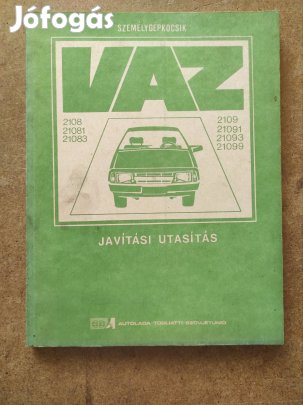 Jófogás
SZEMÉLYGÉPKOCSIK
VAZ
2108
21081
21083
2109
21091
21093
21099
JAVÍTÁSI UTASÍTÁS
AUTOLADA-TOGLIATTI-SZOVJETUNIÓ